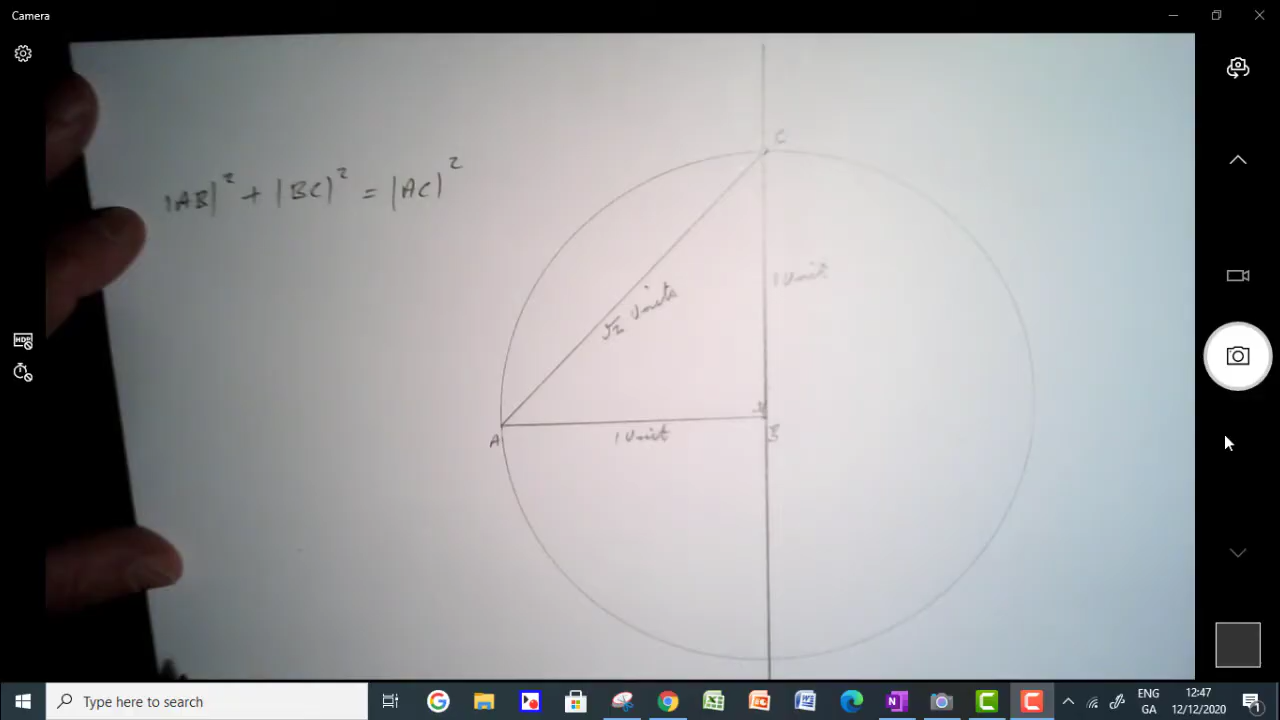 Camera
|AB|² + |BC|² = |AC|²
C
1 Unit
√2 Units
A
1 Unit
B
Type here to search
ENG
GA
12:47
12/12/2020
1